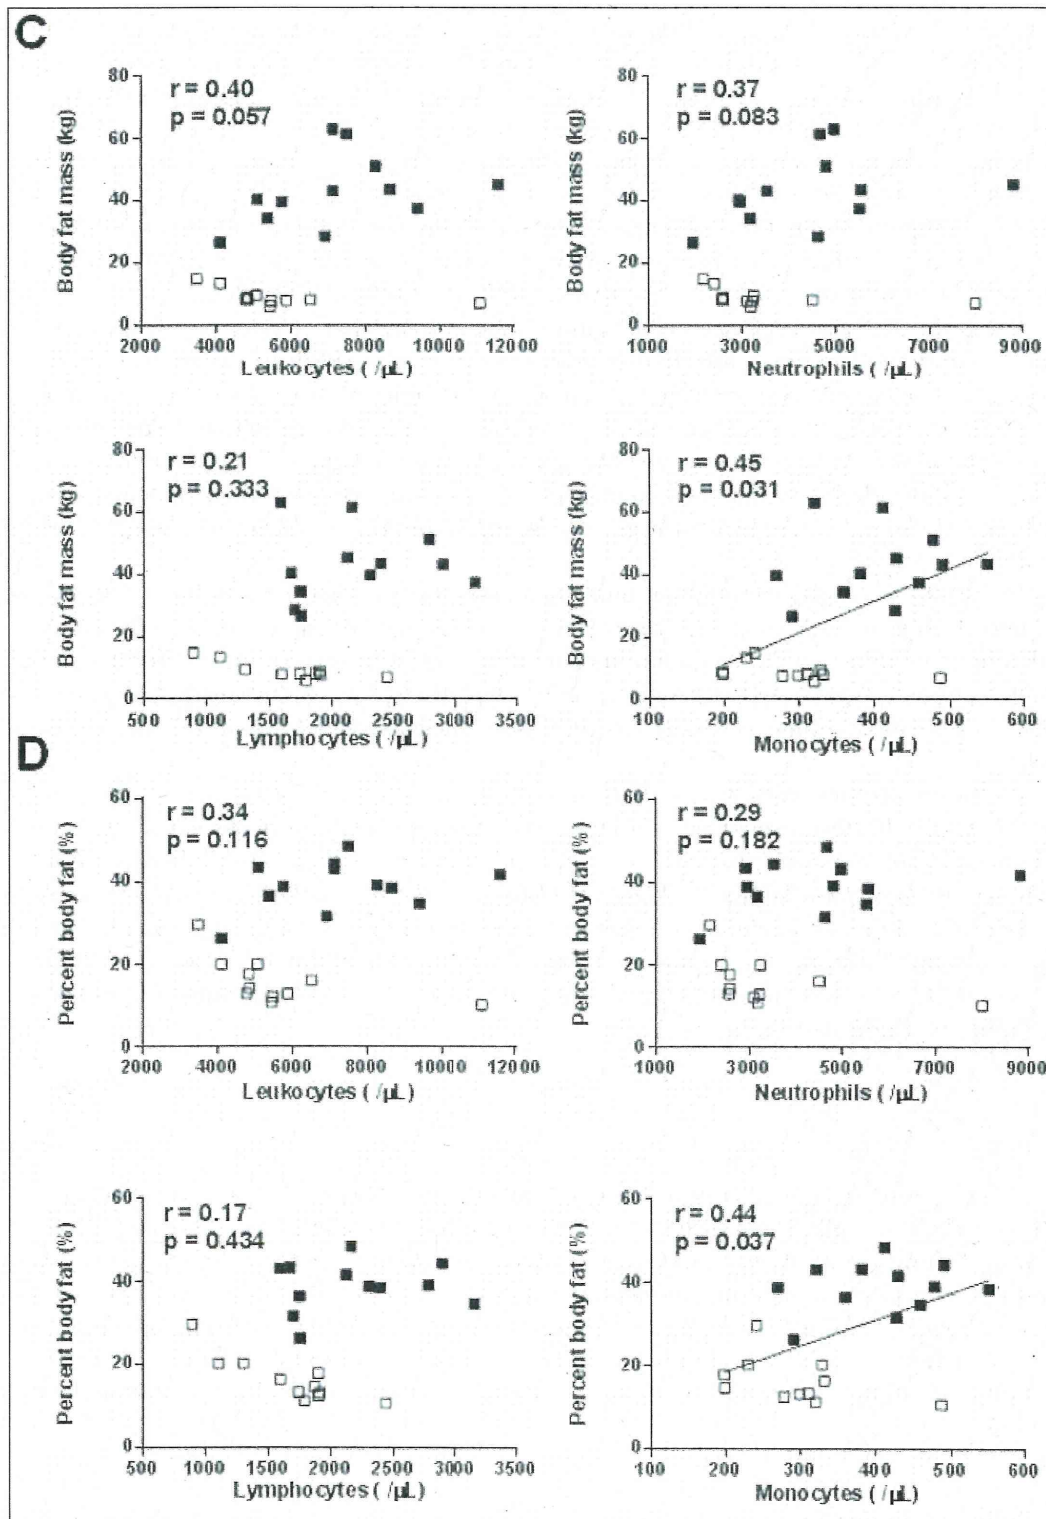 C
r = 0.40
p = 0.057
Body fat mass (kg)
80
60
40
20
0
2000 4000 6000 8000 10000 12000
Leukocytes ( /µL)
r = 0.37
p = 0.083
Body fat mass (kg)
80
60
40
20
0
1000 3000 5000 7000 9000
Neutrophils ( /µL)
r = 0.21
p = 0.333
Body fat mass (kg)
80
60
40
20
0
500 1000 1500 2000 2500 3000 3500
Lymphocytes ( /µL)
r = 0.45
p = 0.031
Body fat mass (kg)
80
60
40
20
0
100 200 300 400 500 600
Monocytes ( /µL)
D
r = 0.34
p = 0.116
Percent body fat (%)
60
40
20
0
2000 4000 6000 8000 10000 12000
Leukocytes ( /µL)
r = 0.29
p = 0.182
Percent body fat (%)
60
40
20
0
1000 3000 5000 7000 9000
Neutrophils ( /µL)
r = 0.17
p = 0.434
Percent body fat (%)
60
40
20
0
500 1000 1500 2000 2500 3000 3500
Lymphocytes ( /µL)
r = 0.44
p = 0.037
Percent body fat (%)
60
40
20
0
100 200 300 400 500 600
Monocytes ( /µL)